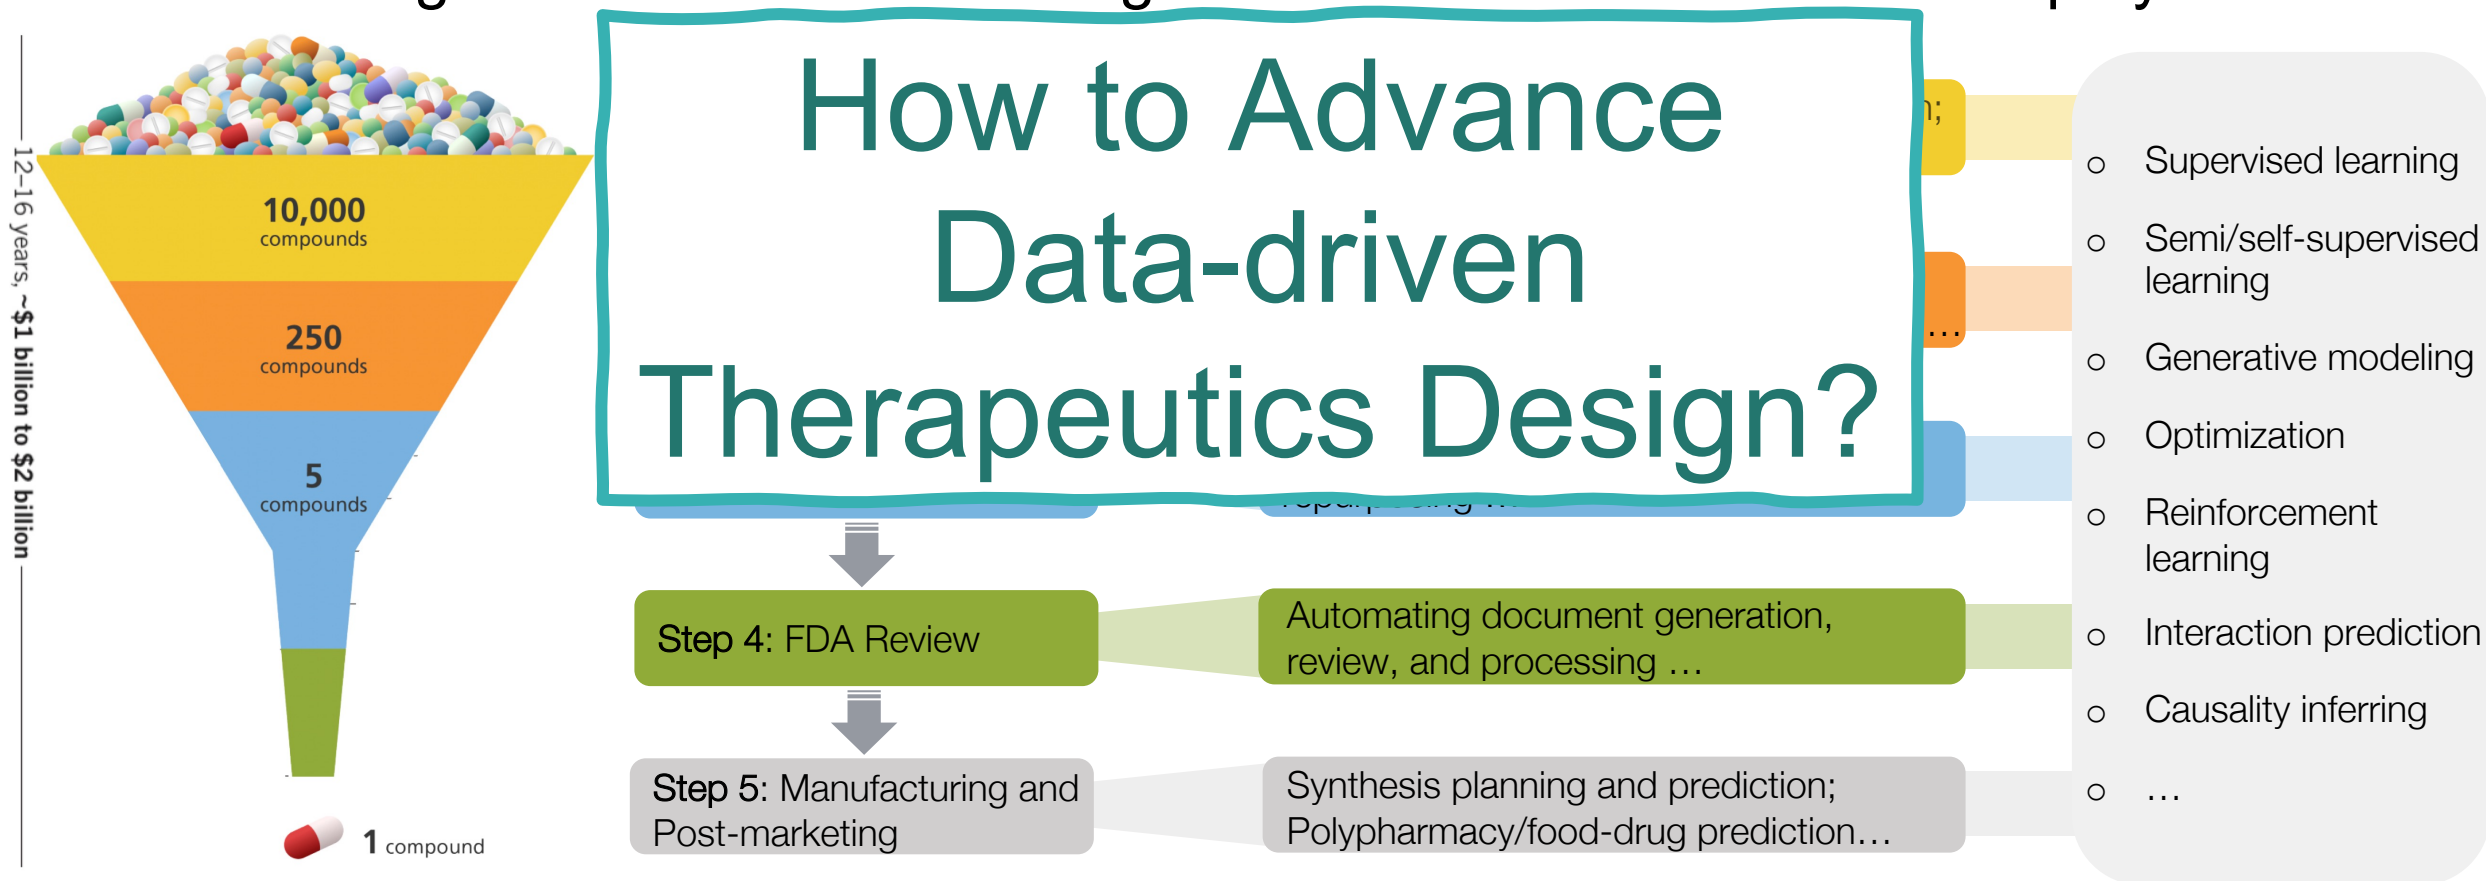 12–16 years, ~$1 billion to $2 billion
10,000
compounds
250
compounds
5
compounds
1 compound
How to Advance
Data-driven
Therapeutics Design?
…
Step 4: FDA Review
Automating document generation,
review, and processing …
Step 5: Manufacturing and
Post-marketing
Synthesis planning and prediction;
Polypharmacy/food-drug prediction…
o Supervised learning
o Semi/self-supervised
learning
o Generative modeling
o Optimization
o Reinforcement
learning
o Interaction prediction
o Causality inferring
o …